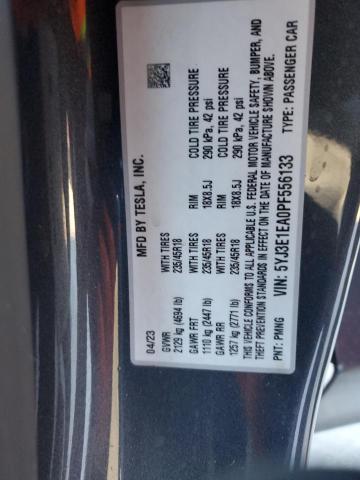 MFD BY TESLA, INC.
04/23
GVWR
2129 kg (4694 lb)
WITH TIRES
235/45R18
RIM
18X8.5J
COLD TIRE PRESSURE
290 kPa, 42 psi
GAWR FRT
1110 kg (2447 lb)
WITH TIRES
235/45R18
RIM
18X8.5J
COLD TIRE PRESSURE
290 kPa, 42 psi
GAWR RR
1257 kg (2771 lb)
THIS VEHICLE CONFORMS TO ALL APPLICABLE U.S. FEDERAL MOTOR VEHICLE SAFETY, BUMPER, AND
THEFT PREVENTION STANDARDS IN EFFECT ON THE DATE OF MANUFACTURE SHOWN ABOVE.
PNT: PMNG
VIN: 5YJ3E1EA0PF556133
TYPE: PASSENGER CAR